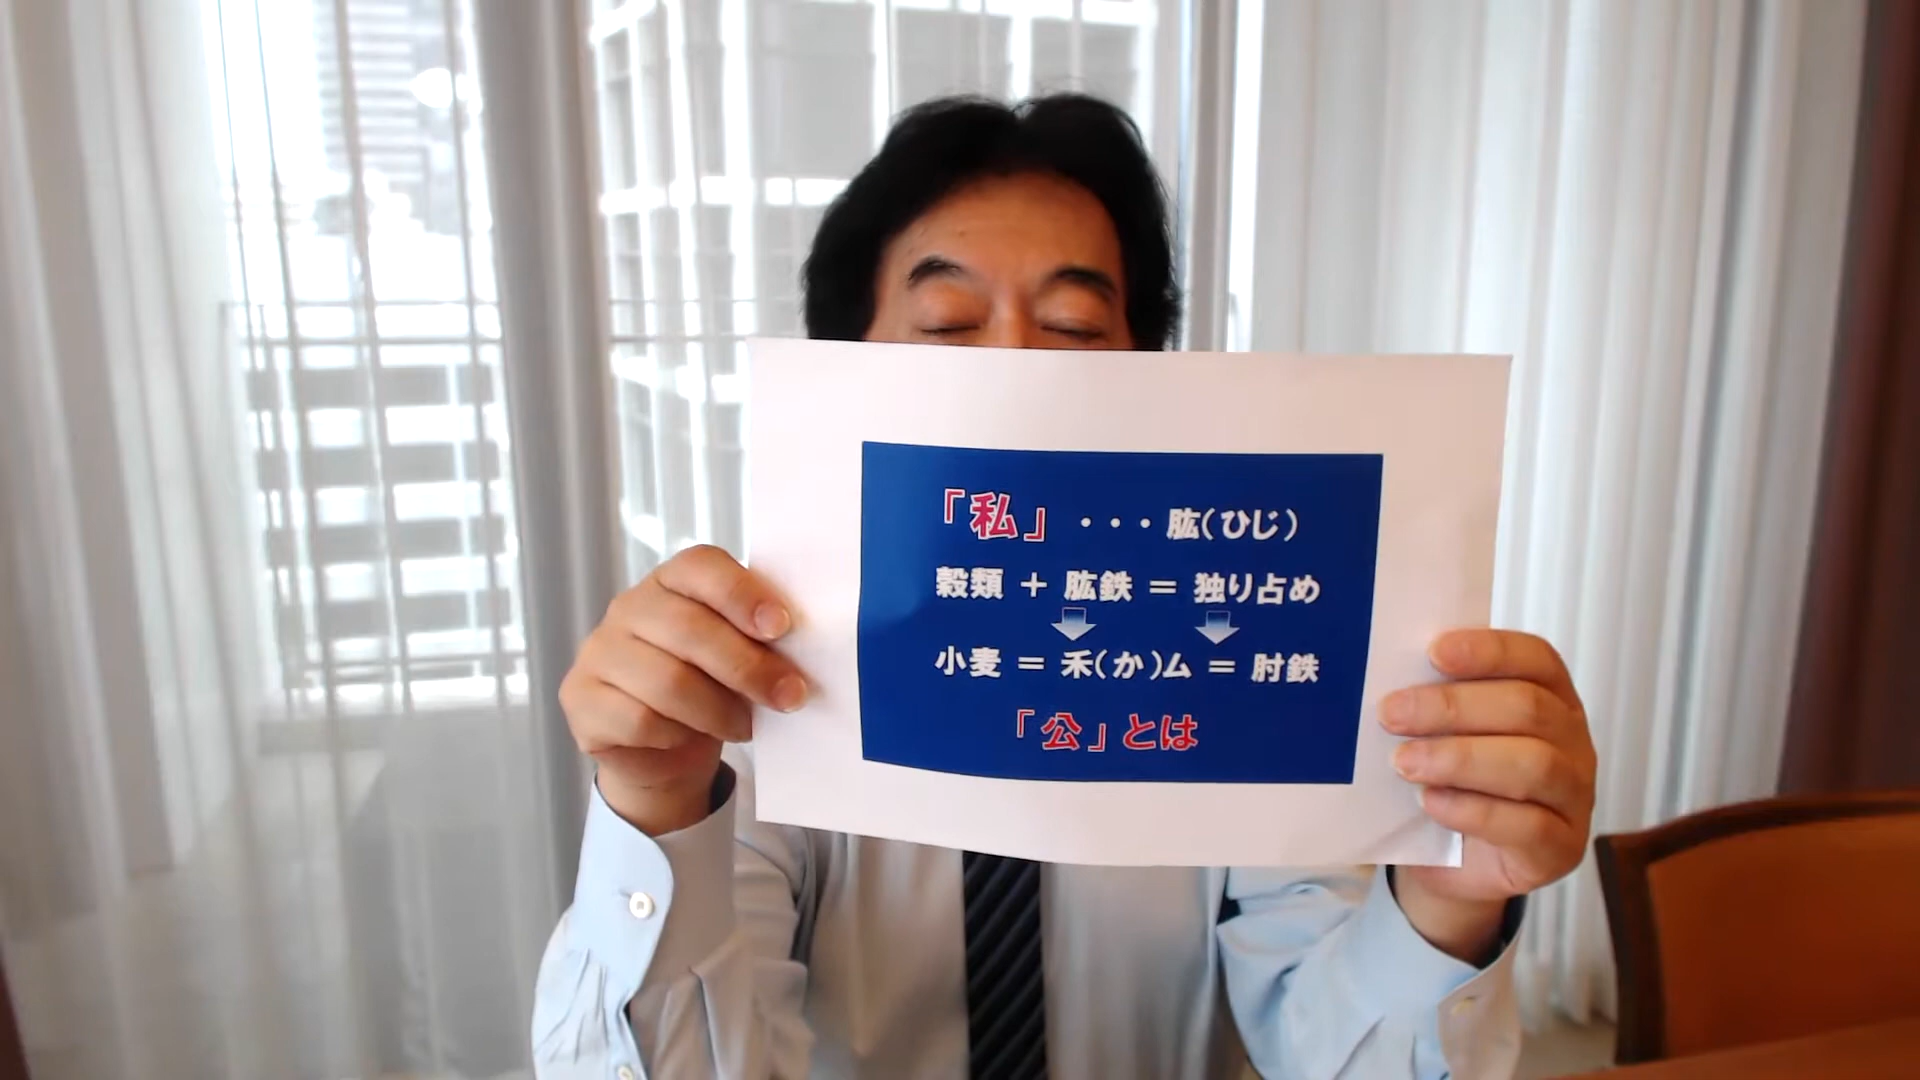 「私」 ・・・ 肱(ひじ)
穀類 + 肱鉄 = 独り占め
小麦 = 禾(か)ム = 肘鉄
「公」とは